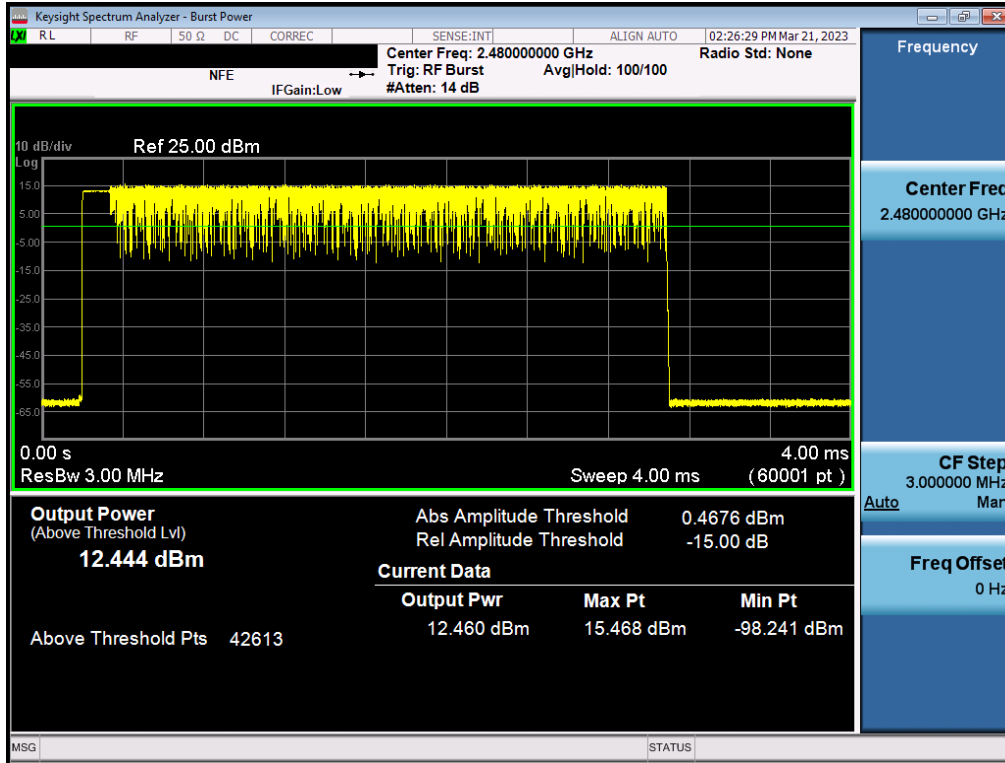 Keysight Spectrum Analyzer - Burst Power
LXI RL RF 50 Ω DC CORREC SENSE:INT ALIGN AUTO 02:26:29 PM Mar 21, 2023
Center Freq: 2.480000000 GHz Radio Std: None
NFE Trig: RF Burst Avg|Hold: 100/100
IFGain:Low #Atten: 14 dB
10 dB/div Ref 25.00 dBm
Log
15.0
5.00
-5.00
-15.0
-25.0
-35.0
-45.0
-55.0
-65.0
0.00 s 4.00 ms
ResBw 3.00 MHz Sweep 4.00 ms (60001 pt)
Output Power
(Above Threshold Lvl)
12.444 dBm
Above Threshold Pts 42613
Abs Amplitude Threshold 0.4676 dBm
Rel Amplitude Threshold -15.00 dB
Current Data
Output Pwr Max Pt Min Pt
12.460 dBm 15.468 dBm -98.241 dBm
MSG STATUS
Frequency
Center Freq
2.480000000 GHz
CF Step
3.000000 MHz
Auto Man
Freq Offset
0 Hz